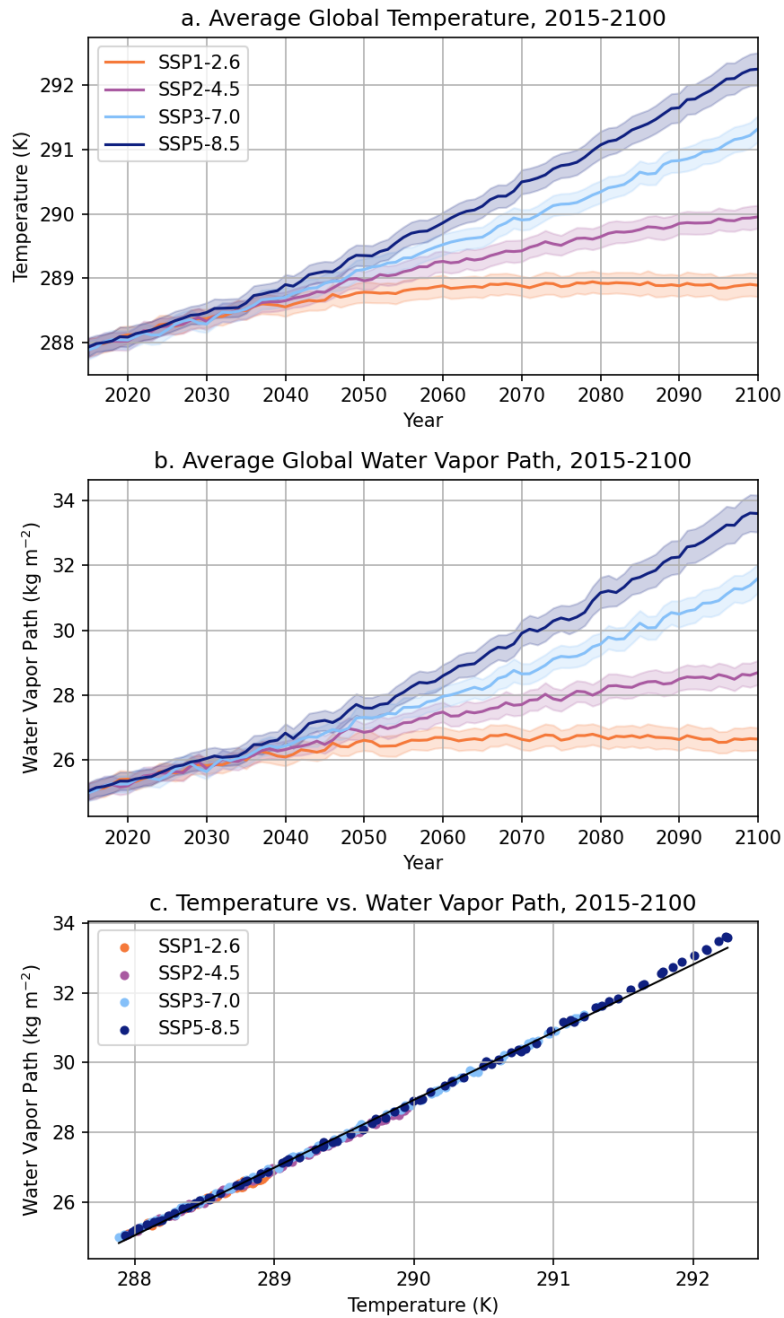 a. Average Global Temperature, 2015-2100
SSP1-2.6
SSP2-4.5
SSP3-7.0
SSP5-8.5
Temperature (K)
292
291
290
289
288
2020 2030 2040 2050 2060 2070 2080 2090 2100
Year
b. Average Global Water Vapor Path, 2015-2100
Water Vapor Path (kg m⁻²)
34
32
30
28
26
2020 2030 2040 2050 2060 2070 2080 2090 2100
Year
c. Temperature vs. Water Vapor Path, 2015-2100
SSP1-2.6
SSP2-4.5
SSP3-7.0
SSP5-8.5
Water Vapor Path (kg m⁻²)
34
32
30
28
26
288 289 290 291 292
Temperature (K)